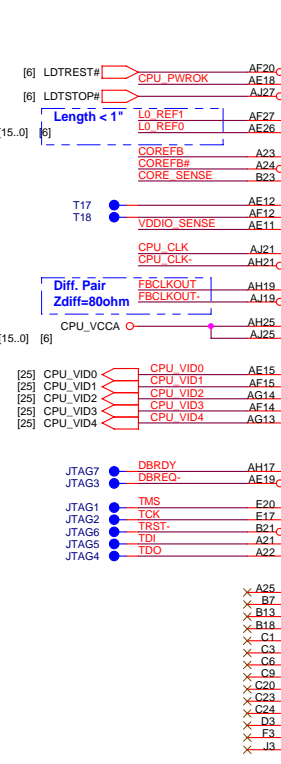 [6] LDTREST# AF20
CPU_PWROK AE18
[6] LDTSTOP# AJ27
Length < 1" L0_REF1 AF27
[15..0] [6] L0_REF0 AE26
COREFB A23
COREFB# A24
CORE_SENSE B23
T17 AE12
T18 AF12
VDDIO_SENSE AE11
CPU_CLK AJ21
CPU_CLK- AH21
Diff. Pair FBCLKOUT AH19
Zdiff=80ohm FBCLKOUT- AJ19
CPU_VCCA AH25
[15..0] [6] AJ25
[25] CPU_VID0 CPU_VID0 AE15
[25] CPU_VID1 CPU_VID1 AF15
[25] CPU_VID2 CPU_VID2 AG14
[25] CPU_VID3 CPU_VID3 AF14
[25] CPU_VID4 CPU_VID4 AG13
JTAG7 DBRDY AH17
JTAG3 DBREQ- AE19
JTAG1 TMS E20
JTAG2 TCK E17
JTAG6 TRST- B21
JTAG5 TDI A21
JTAG4 TDO A22
A25
B7
B13
B18
C1
C3
C6
C9
C20
C23
C24
D3
F3
J3